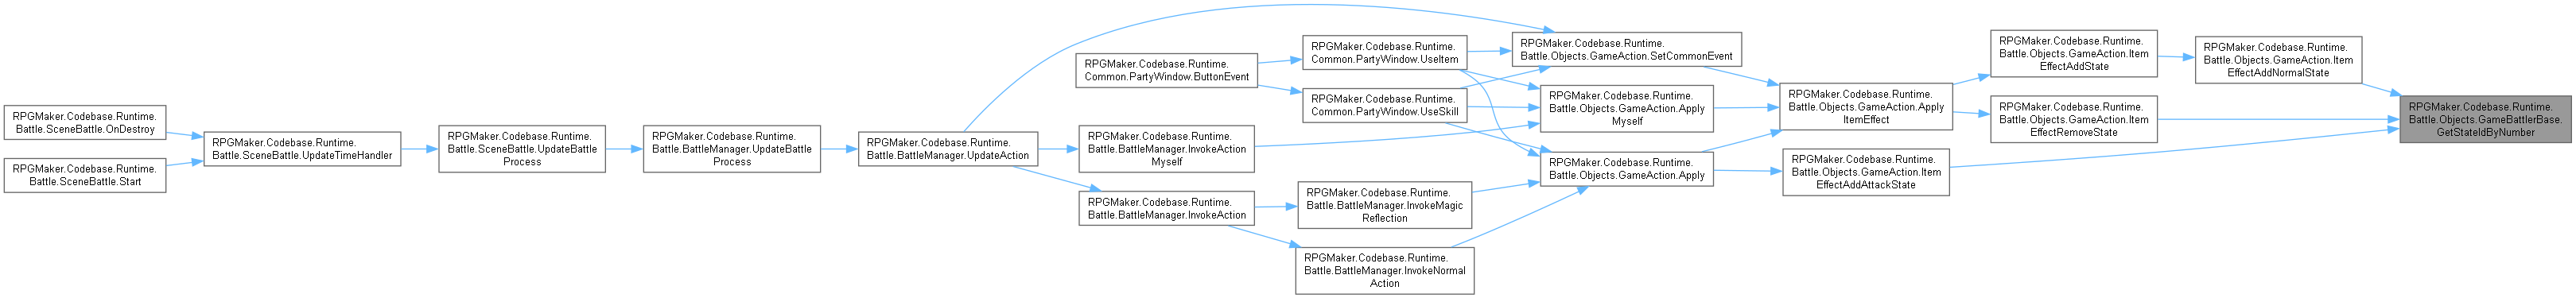 RPGMaker.Codebase.Runtime.
Battle.SceneBattle.OnDestroy
RPGMaker.Codebase.Runtime.
Battle.SceneBattle.Start
RPGMaker.Codebase.Runtime.
Battle.SceneBattle.UpdateTimeHandler
RPGMaker.Codebase.Runtime.
Battle.SceneBattle.UpdateBattle
Process
RPGMaker.Codebase.Runtime.
Battle.BattleManager.UpdateBattle
Process
RPGMaker.Codebase.Runtime.
Battle.BattleManager.UpdateAction
RPGMaker.Codebase.Runtime.
Common.PartyWindow.ButtonEvent
RPGMaker.Codebase.Runtime.
Battle.BattleManager.InvokeAction
Myself
RPGMaker.Codebase.Runtime.
Battle.BattleManager.InvokeAction
RPGMaker.Codebase.Runtime.
Common.PartyWindow.UseItem
RPGMaker.Codebase.Runtime.
Common.PartyWindow.UseSkill
RPGMaker.Codebase.Runtime.
Battle.BattleManager.InvokeMagic
Reflection
RPGMaker.Codebase.Runtime.
Battle.BattleManager.InvokeNormal
Action
RPGMaker.Codebase.Runtime.
Battle.Objects.GameAction.SetCommonEvent
RPGMaker.Codebase.Runtime.
Battle.Objects.GameAction.Apply
Myself
RPGMaker.Codebase.Runtime.
Battle.Objects.GameAction.Apply
RPGMaker.Codebase.Runtime.
Battle.Objects.GameAction.Apply
ItemEffect
RPGMaker.Codebase.Runtime.
Battle.Objects.GameAction.Item
EffectAddAttackState
RPGMaker.Codebase.Runtime.
Battle.Objects.GameAction.Item
EffectAddState
RPGMaker.Codebase.Runtime.
Battle.Objects.GameAction.Item
EffectRemoveState
RPGMaker.Codebase.Runtime.
Battle.Objects.GameAction.Item
EffectAddNormalState
RPGMaker.Codebase.Runtime.
Battle.Objects.GameBattlerBase.
GetStateIdByNumber